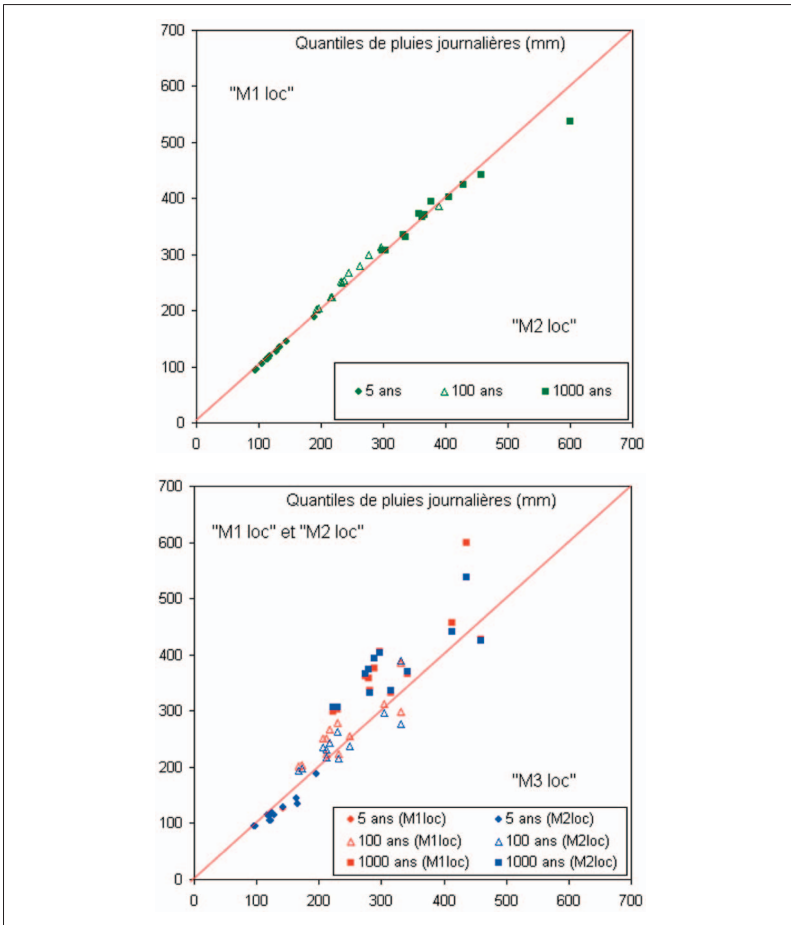 Quantiles de pluies journalières (mm)
"M1 loc"
"M2 loc"
5 ans 100 ans 1000 ans
700
600
500
400
300
200
100
0
0 100 200 300 400 500 600 700
Quantiles de pluies journalières (mm)
"M1 loc" et "M2 loc"
"M3 loc"
5 ans (M1loc) 5 ans (M2loc)
100 ans (M1loc) 100 ans (M2loc)
1000 ans (M1loc) 1000 ans (M2loc)
700
600
500
400
300
200
100
0
0 100 200 300 400 500 600 700